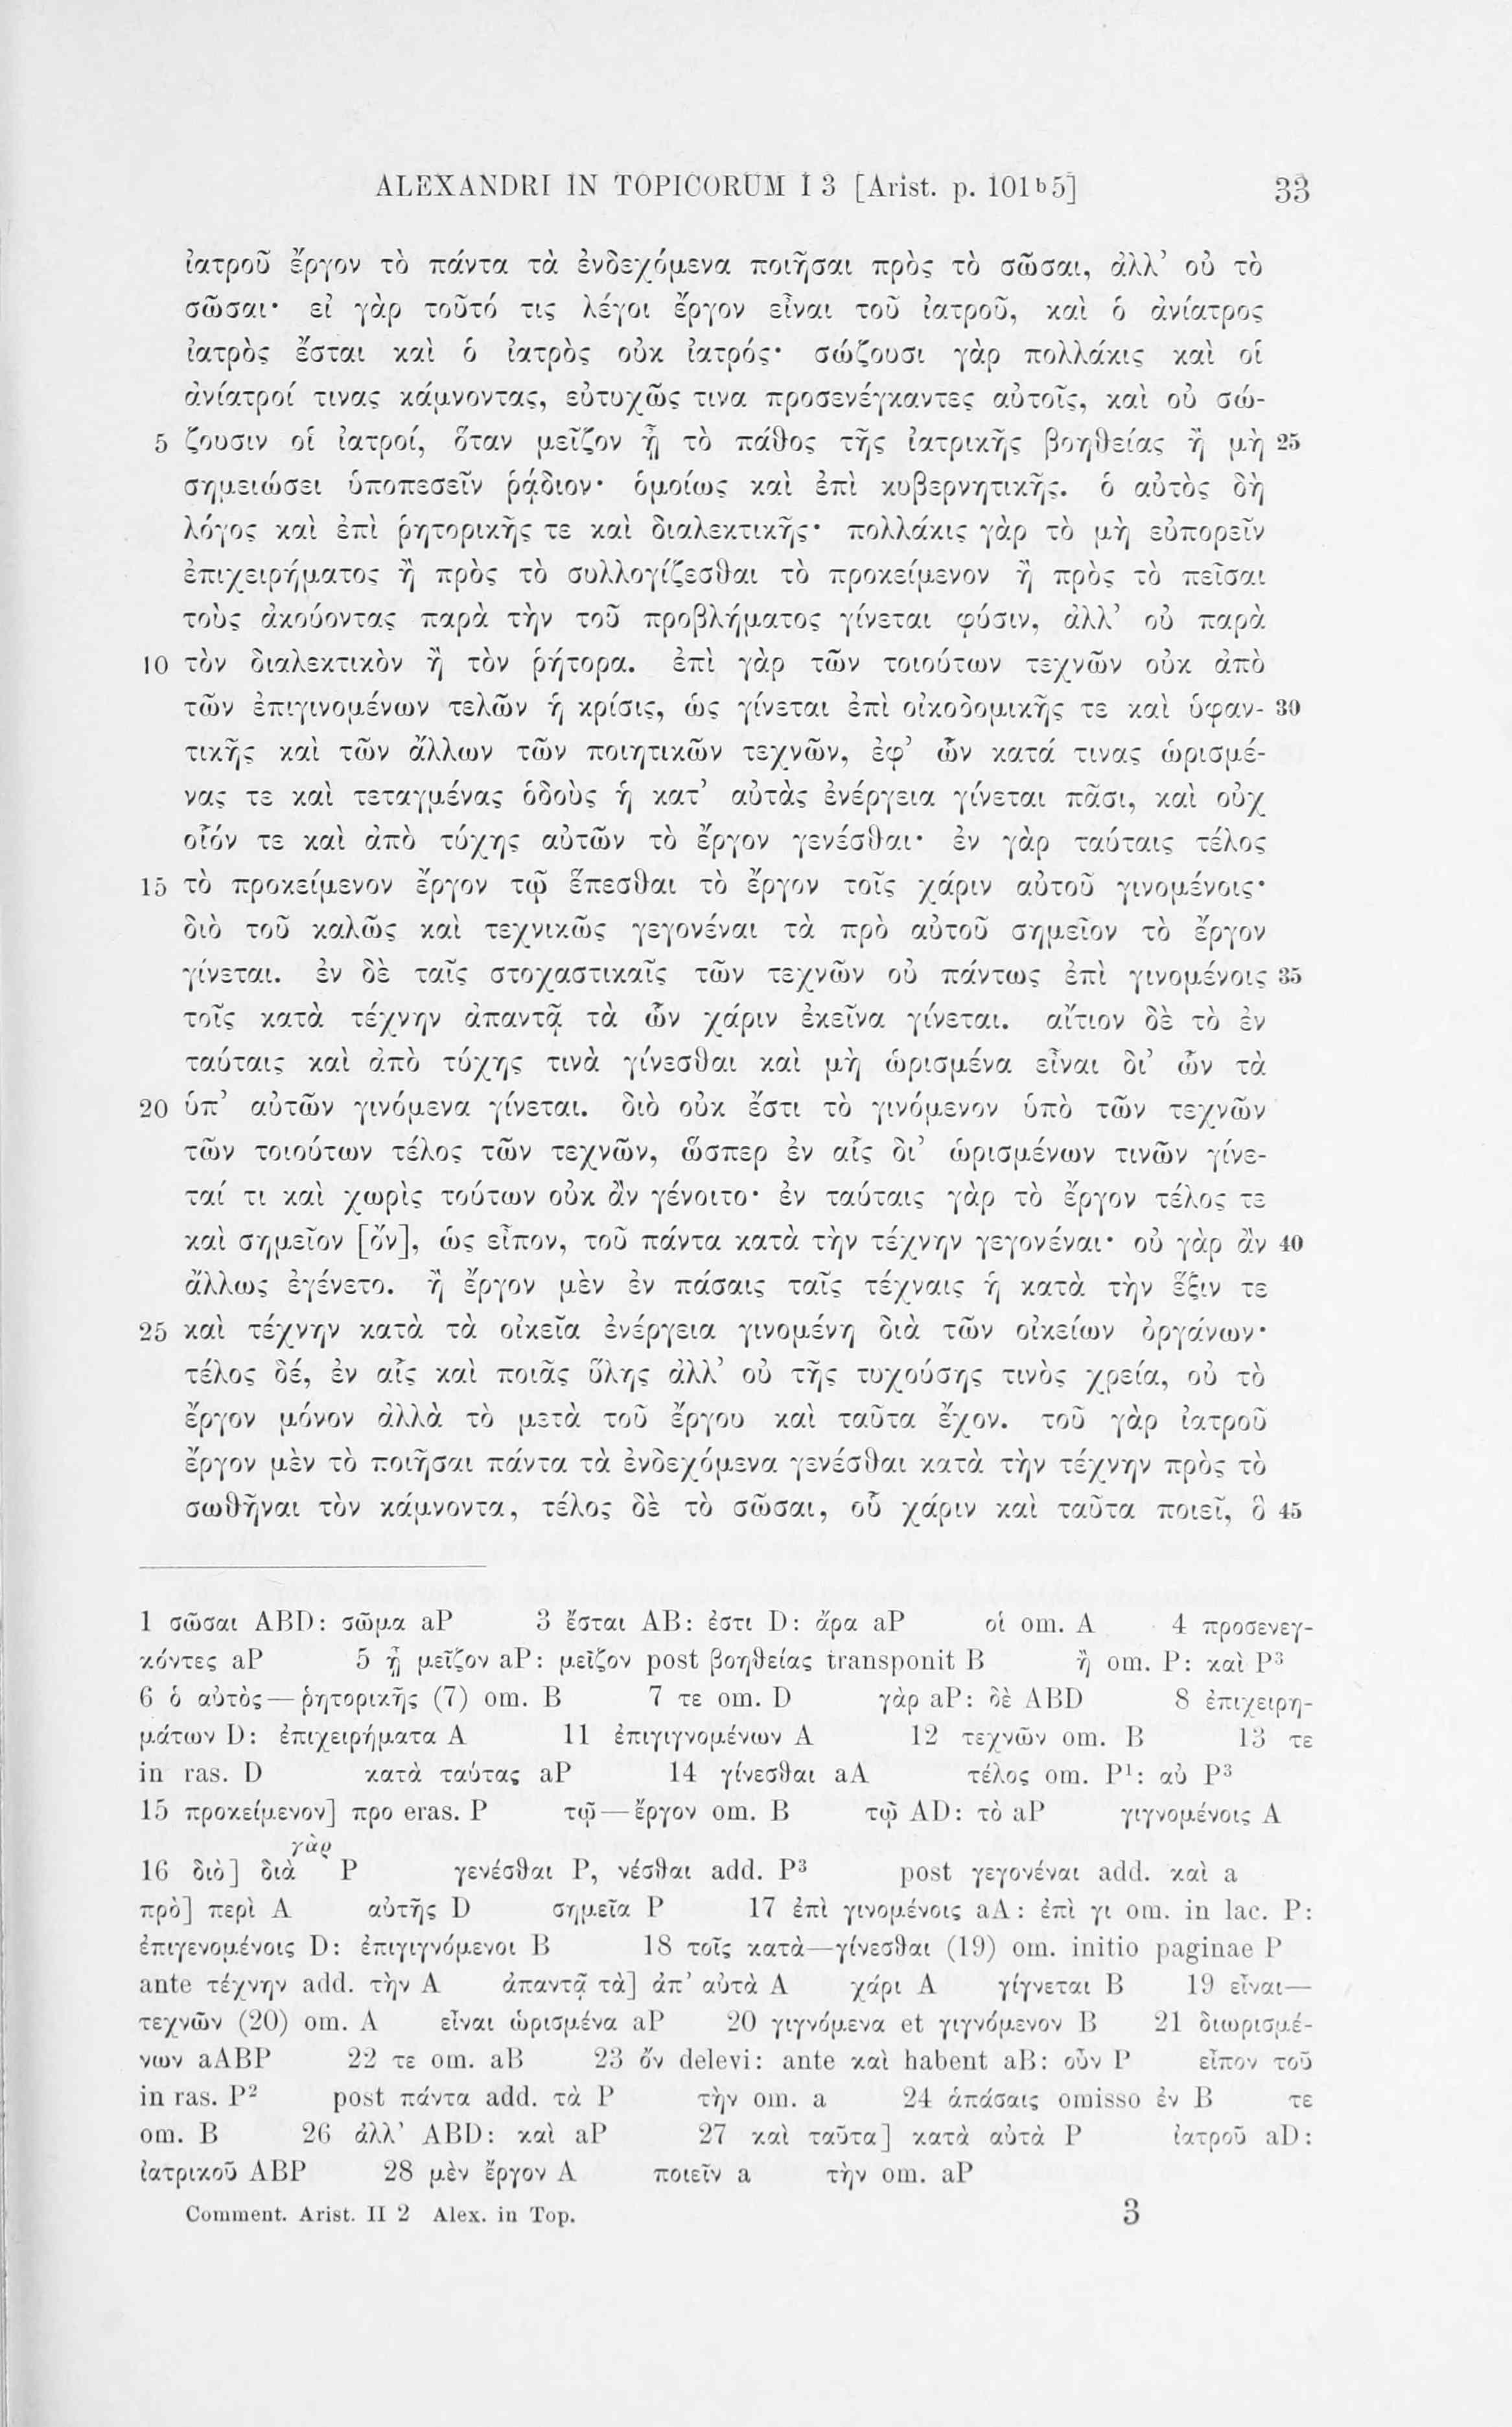 ALEXANDRI IN TOPICORUM I 3 [Arist. p. 101ᵇ5] 33
ἰατροῦ ἔργον τὸ πάντα τὰ ἐνδεχόμενα ποιῆσαι πρὸς τὸ σῶσαι, ἀλλ’ οὐ τὸ
σῶσαι· εἰ γὰρ τοῦτό τις λέγοι ἔργον εἶναι τοῦ ἰατροῦ, καὶ ὁ ἀνίατρος
ἰατρὸς ἔσται καὶ ὁ ἰατρὸς οὐκ ἰατρός· σώζουσι γὰρ πολλάκις καὶ οἱ
ἀνίατροί τινας κάμνοντας, εὐτυχῶς τινα προσενέγκαντες αὐτοῖς, καὶ οὐ σώ-
5 ζουσιν οἱ ἰατροί, ὅταν μεῖζον ᾖ τὸ πάθος τῆς ἰατρικῆς βοηθείας ἢ μὴ 25
σημειώσει ὑποπεσεῖν ῥᾴδιον· ὁμοίως καὶ ἐπὶ κυβερνητικῆς. ὁ αὐτὸς δὴ
λόγος καὶ ἐπὶ ῥητορικῆς τε καὶ διαλεκτικῆς· πολλάκις γὰρ τὸ μὴ εὐπορεῖν
ἐπιχειρήματος ἢ πρὸς τὸ συλλογίζεσθαι τὸ προκείμενον ἢ πρὸς τὸ πεῖσαι
τοὺς ἀκούοντας παρὰ τὴν τοῦ προβλήματος γίνεται φύσιν, ἀλλ’ οὐ παρὰ
10 τὸν διαλεκτικὸν ἢ τὸν ῥήτορα. ἐπὶ γὰρ τῶν τοιούτων τεχνῶν οὐκ ἀπὸ
τῶν ἐπιγινομένων τελῶν ἡ κρίσις, ὡς γίνεται ἐπὶ οἰκοδομικῆς τε καὶ ὑφαν- 30
τικῆς καὶ τῶν ἄλλων τῶν ποιητικῶν τεχνῶν, ἐφ’ ὧν κατά τινας ὡρισμέ-
νας τε καὶ τεταγμένας ὁδοὺς ἡ κατ’ αὐτὰς ἐνέργεια γίνεται πᾶσι, καὶ οὐχ
οἷόν τε καὶ ἀπὸ τύχης αὐτῶν τὸ ἔργον γενέσθαι· ἐν γὰρ ταύταις τέλος
15 τὸ προκείμενον ἔργον τῷ ἕπεσθαι τὸ ἔργον τοῖς χάριν αὐτοῦ γινομένοις·
διὸ τοῦ καλῶς καὶ τεχνικῶς γεγονέναι τὰ πρὸ αὐτοῦ σημεῖον τὸ ἔργον
γίνεται. ἐν δὲ ταῖς στοχαστικαῖς τῶν τεχνῶν οὐ πάντως ἐπὶ γινομένοις 35
τοῖς κατὰ τέχνην ἀπαντᾷ τὰ ὧν χάριν ἐκεῖνα γίνεται. αἴτιον δὲ τὸ ἐν
ταύταις καὶ ἀπὸ τύχης τινὰ γίνεσθαι καὶ μὴ ὡρισμένα εἶναι δι’ ὧν τὰ
20 ὑπ’ αὐτῶν γινόμενα γίνεται. διὸ οὐκ ἔστι τὸ γινόμενον ὑπὸ τῶν τεχνῶν
τῶν τοιούτων τέλος τῶν τεχνῶν, ὥσπερ ἐν αἷς δι’ ὡρισμένων τινῶν γίνε-
ταί τι καὶ χωρὶς τούτων οὐκ ἂν γένοιτο· ἐν ταύταις γὰρ τὸ ἔργον τέλος τε
καὶ σημεῖον [ὄν], ὡς εἶπον, τοῦ πάντα κατὰ τὴν τέχνην γεγονέναι· οὐ γὰρ ἂν 40
ἄλλως ἐγένετο. ἢ ἔργον μὲν ἐν πάσαις ταῖς τέχναις ἡ κατὰ τὴν ἕξιν τε
25 καὶ τέχνην κατὰ τὰ οἰκεῖα ἐνέργεια γινομένη διὰ τῶν οἰκείων ὀργάνων·
τέλος δέ, ἐν αἷς καὶ ποιᾶς ὕλης ἀλλ’ οὐ τῆς τυχούσης τινὸς χρεία, οὐ τὸ
ἔργον μόνον ἀλλὰ τὸ μετὰ τοῦ ἔργου καὶ ταῦτα ἔχον. τοῦ γὰρ ἰατροῦ
ἔργον μὲν τὸ ποιῆσαι πάντα τὰ ἐνδεχόμενα γενέσθαι κατὰ τὴν τέχνην πρὸς τὸ
σωθῆναι τὸν κάμνοντα, τέλος δὲ τὸ σῶσαι, οὗ χάριν καὶ ταῦτα ποιεῖ, ὃ 45
1 σῶσαι ABD: σῶμα aP 3 ἔσται AB: ἐστι D: ἄρα aP οἱ om. A 4 προσενεγ-
κόντες aP 5 ᾖ μεῖζον aP: μεῖζον post βοηθείας transponit B ἢ om. P: καὶ P³
6 ὁ αὐτὸς—ῥητορικῆς (7) om. B 7 τε om. D γὰρ aP: δὲ ABD 8 ἐπιχειρη-
μάτων D: ἐπιχειρήματα A 11 ἐπιγιγνομένων A 12 τεχνῶν om. B 13 τε
in ras. D κατὰ ταύτας aP 14 γίνεσθαι aA τέλος om. P¹: αὐ P³
15 προκείμενον] προ eras. P τῷ—ἔργον om. B τῷ AD: τὸ aP γιγνομένοις A
γὰρ
16 διὸ] διὰ P γενέσθαι P, νέσθαι add. P³ post γεγονέναι add. καὶ a
πρὸ] περὶ A αὐτῆς D σημεῖα P 17 ἐπὶ γινομένοις aA: ἐπὶ γι om. in lac. P:
ἐπιγενομένοις D: ἐπιγιγνόμενοι B 18 τοῖς κατὰ—γίνεσθαι (19) om. initio paginae P
ante τέχνην add. τὴν A ἀπαντᾷ τὰ] ἀπ’ αὐτὰ A χάρι A γίγνεται B 19 εἶναι—
τεχνῶν (20) om. A εἶναι ὡρισμένα aP 20 γιγνόμενα et γιγνόμενον B 21 διωρισμέ-
νων aABP 22 τε om. aB 23 ὄν delevi: ante καὶ habent aB: οὖν P εἶπον τοῦ
in ras. P² post πάντα add. τὰ P τὴν om. a 24 ἁπάσαις omisso ἐν B τε
om. B 26 ἀλλ’ ABD: καὶ aP 27 καὶ ταῦτα] κατὰ αὐτὰ P ἰατροῦ aD:
ἰατρικοῦ ABP 28 μὲν ἔργον A ποιεῖν a τὴν om. aP
Comment. Arist. II 2 Alex. in Top. 3